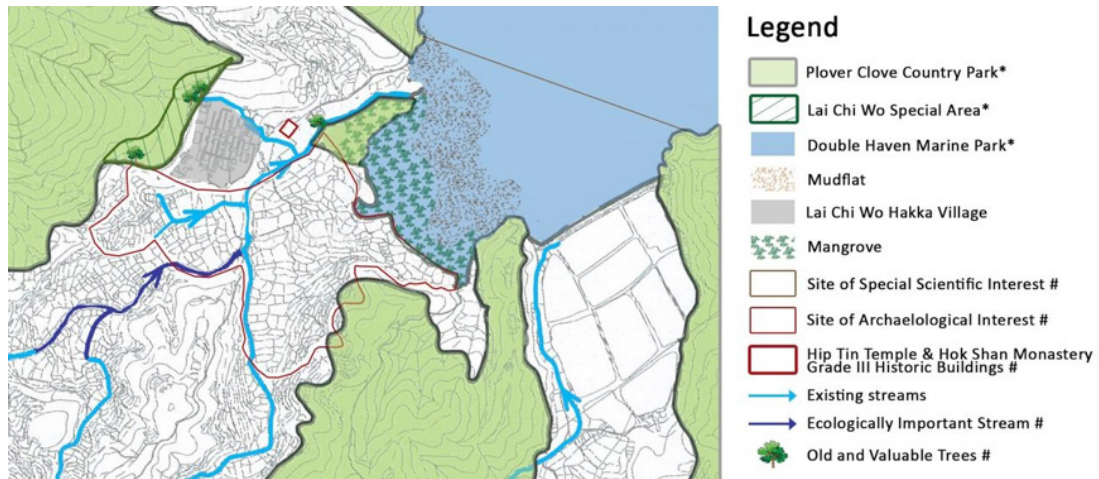 Legend
Plover Clove Country Park*
Lai Chi Wo Special Area*
Double Haven Marine Park*
Mudflat
Lai Chi Wo Hakka Village
Mangrove
Site of Special Scientific Interest #
Site of Archaelological Interest #
Hip Tin Temple & Hok Shan Monastery
Grade III Historic Buildings #
Existing streams
Ecologically Important Stream #
Old and Valuable Trees #